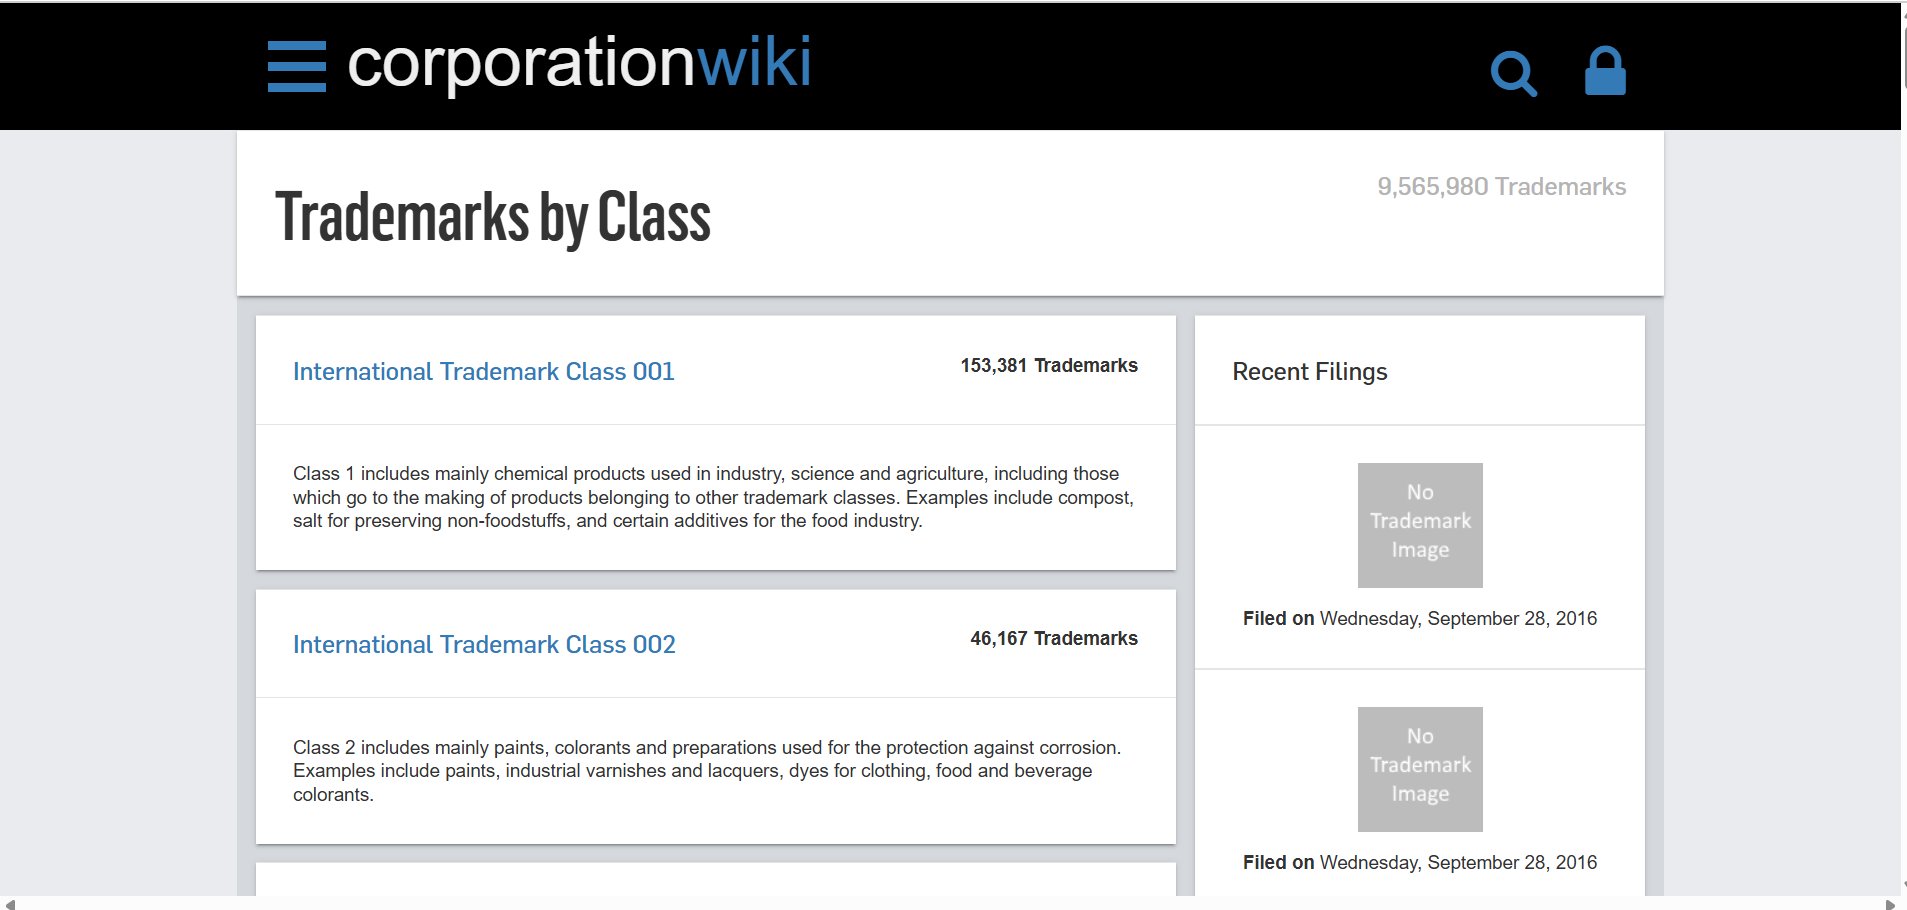 corporationwiki
Trademarks by Class
9,565,980 Trademarks
International Trademark Class 001
153,381 Trademarks
Class 1 includes mainly chemical products used in industry, science and agriculture, including those
which go to the making of products belonging to other trademark classes. Examples include compost,
salt for preserving non-foodstuffs, and certain additives for the food industry.
International Trademark Class 002
46,167 Trademarks
Class 2 includes mainly paints, colorants and preparations used for the protection against corrosion.
Examples include paints, industrial varnishes and lacquers, dyes for clothing, food and beverage
colorants.
Recent Filings
No
Trademark
Image
Filed on Wednesday, September 28, 2016
No
Trademark
Image
Filed on Wednesday, September 28, 2016